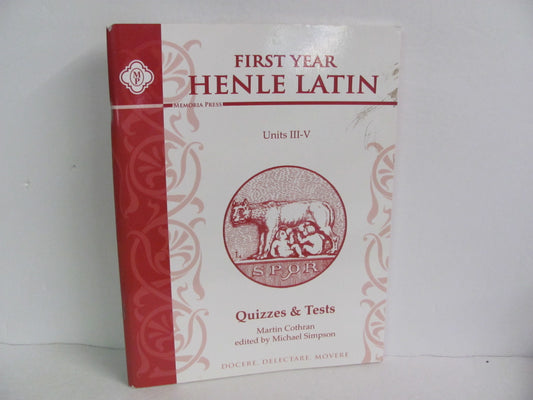 M
P
FIRST YEAR
HENLE LATIN
MEMORIA PRESS
Units III-V
SPQR
Quizzes & Tests
Martin Cothran
edited by Michael Simpson
DOCERE, DELECTARE, MOVERE